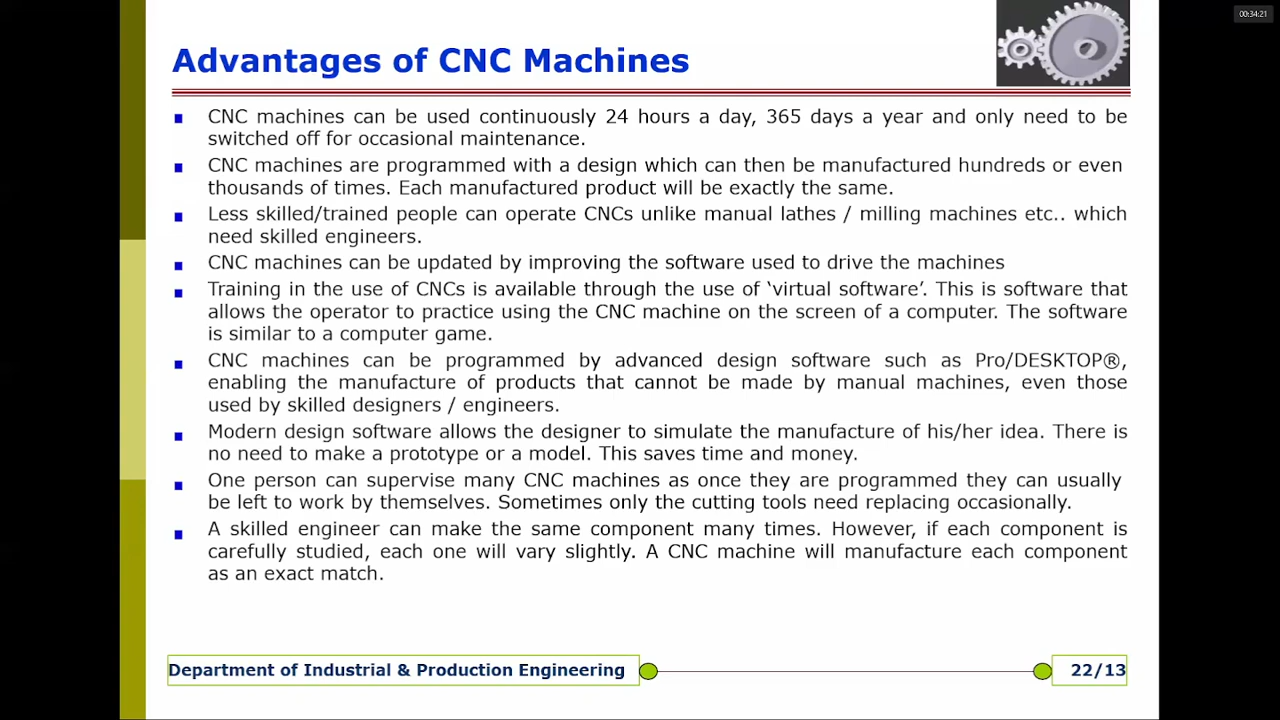 00:34:21
Advantages of CNC Machines
CNC machines can be used continuously 24 hours a day, 365 days a year and only need to be
switched off for occasional maintenance.
CNC machines are programmed with a design which can then be manufactured hundreds or even
thousands of times. Each manufactured product will be exactly the same.
Less skilled/trained people can operate CNCs unlike manual lathes / milling machines etc.. which
need skilled engineers.
CNC machines can be updated by improving the software used to drive the machines
Training in the use of CNCs is available through the use of ‘virtual software’. This is software that
allows the operator to practice using the CNC machine on the screen of a computer. The software
is similar to a computer game.
CNC machines can be programmed by advanced design software such as Pro/DESKTOP®,
enabling the manufacture of products that cannot be made by manual machines, even those
used by skilled designers / engineers.
Modern design software allows the designer to simulate the manufacture of his/her idea. There is
no need to make a prototype or a model. This saves time and money.
One person can supervise many CNC machines as once they are programmed they can usually
be left to work by themselves. Sometimes only the cutting tools need replacing occasionally.
A skilled engineer can make the same component many times. However, if each component is
carefully studied, each one will vary slightly. A CNC machine will manufacture each component
as an exact match.
Department of Industrial & Production Engineering
22/13